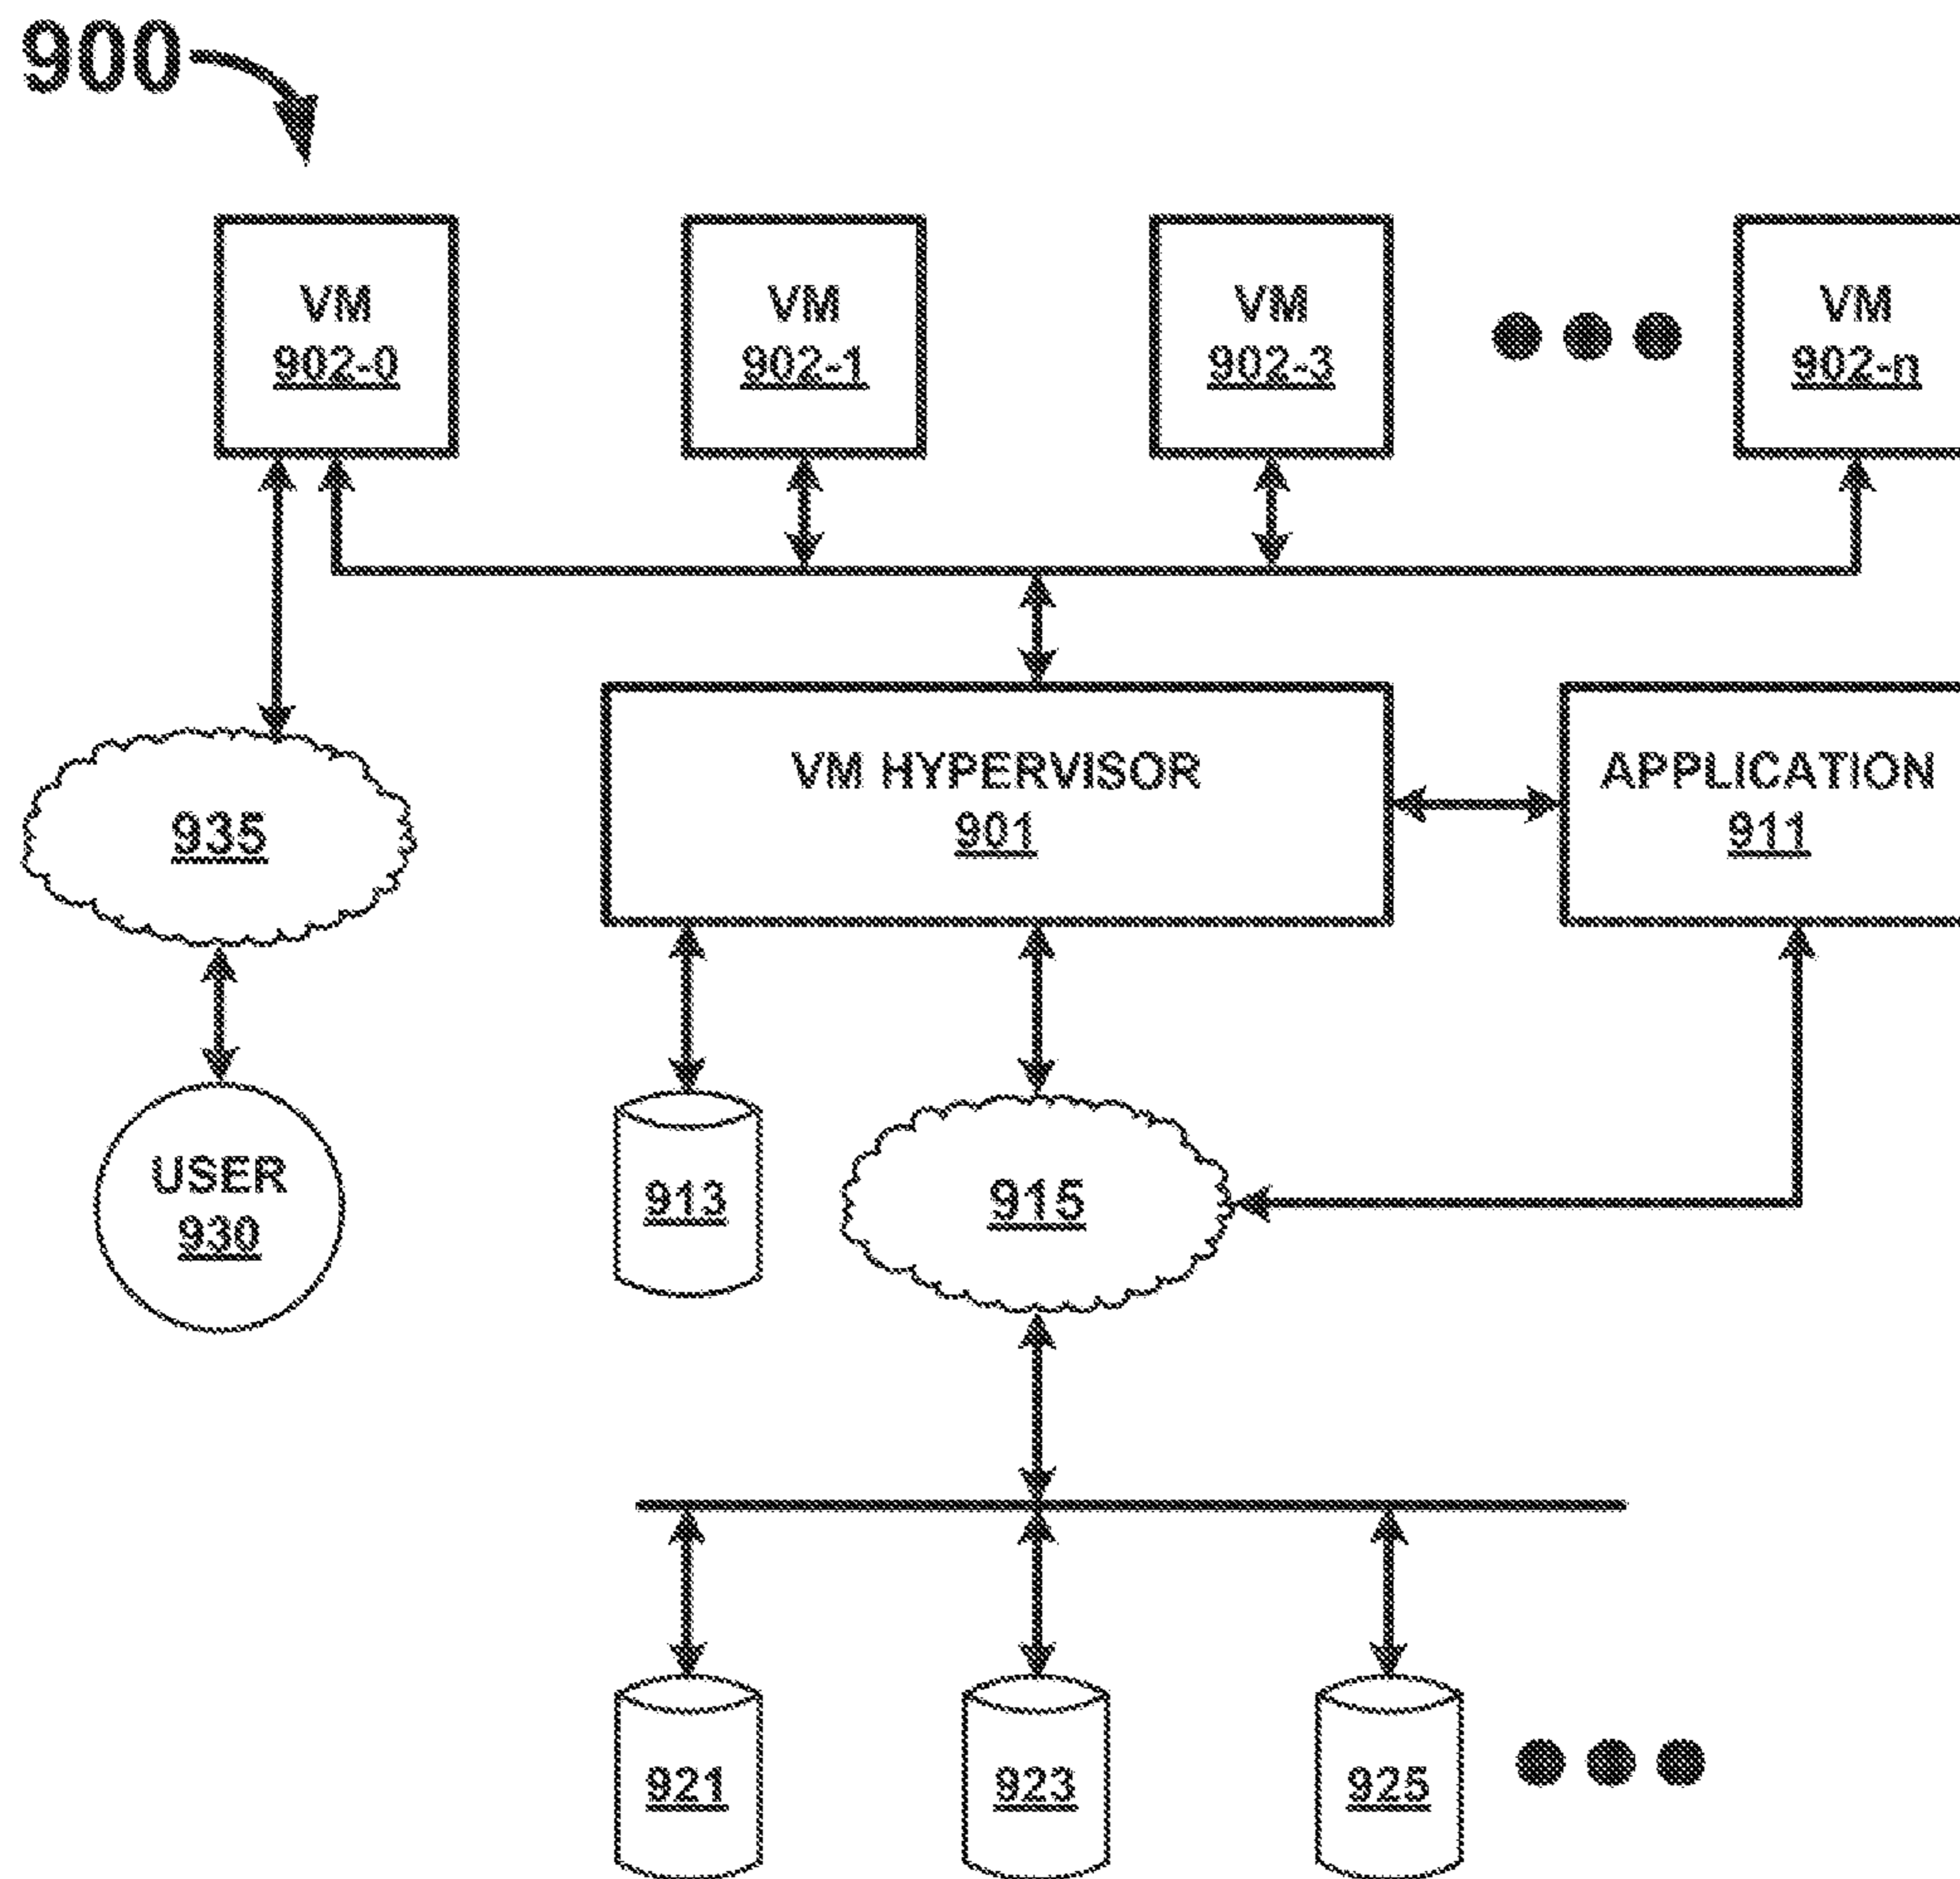 900
VM
902-0
VM
902-1
VM
902-3
VM
902-n
935
VM HYPERVISOR
901
APPLICATION
911
USER
930
913
915
921
923
925